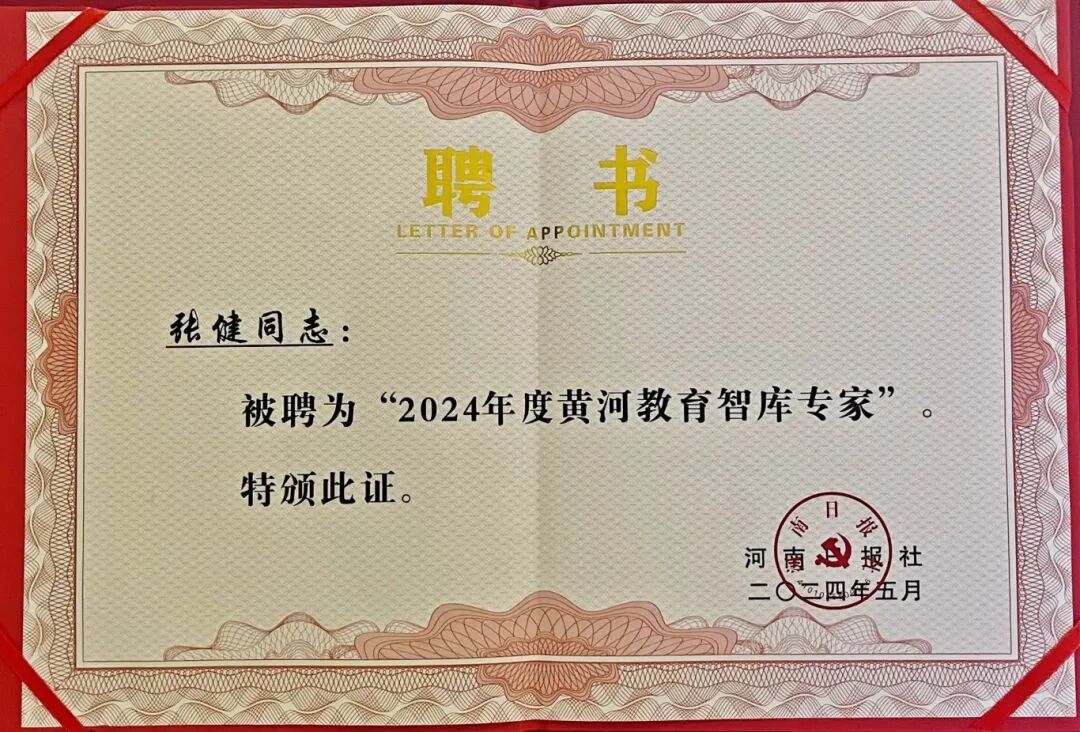 聘 书
LETTER OF APPOINTMENT
张健同志：
被聘为“2024年度黄河教育智库专家”。
特颁此证。
河南日报社
二〇二四年五月